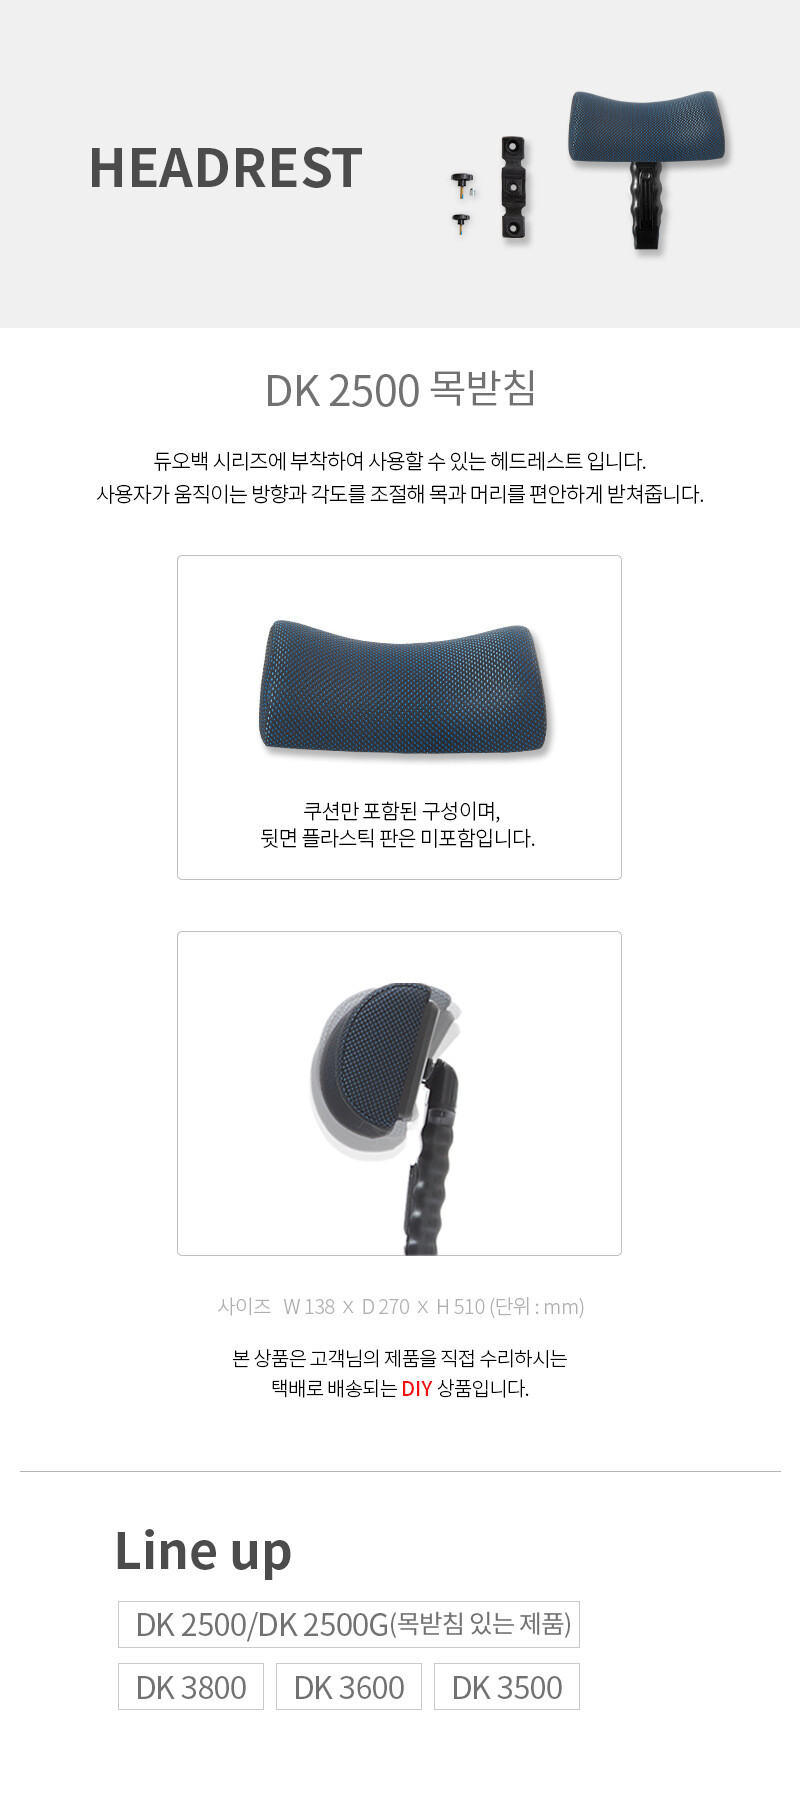 HEADREST
DK 2500 목받침
듀오백 시리즈에 부착하여 사용할 수 있는 헤드레스트 입니다.
사용자가 움직이는 방향과 각도를 조절해 목과 머리를 편안하게 받쳐줍니다.
쿠션만 포함된 구성이며,
뒷면 플라스틱 판은 미포함입니다.
사이즈 W 138 × D 270 × H 510 (단위 : mm)
본 상품은 고객님의 제품을 직접 수리하시는
택배로 배송되는 DIY 상품입니다.
Line up
DK 2500/DK 2500G(목받침 있는 제품)
DK 3800 DK 3600 DK 3500